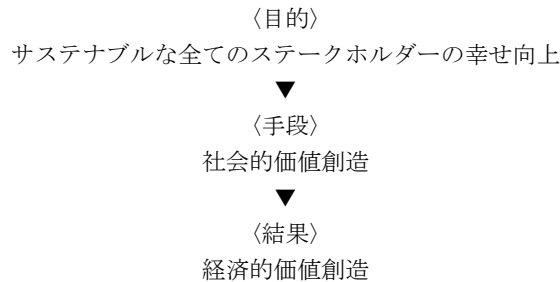 〈目的〉
サステナブルな全てのステークホルダーの幸せ向上
▼
〈手段〉
社会的価値創造
▼
〈結果〉
経済的価値創造